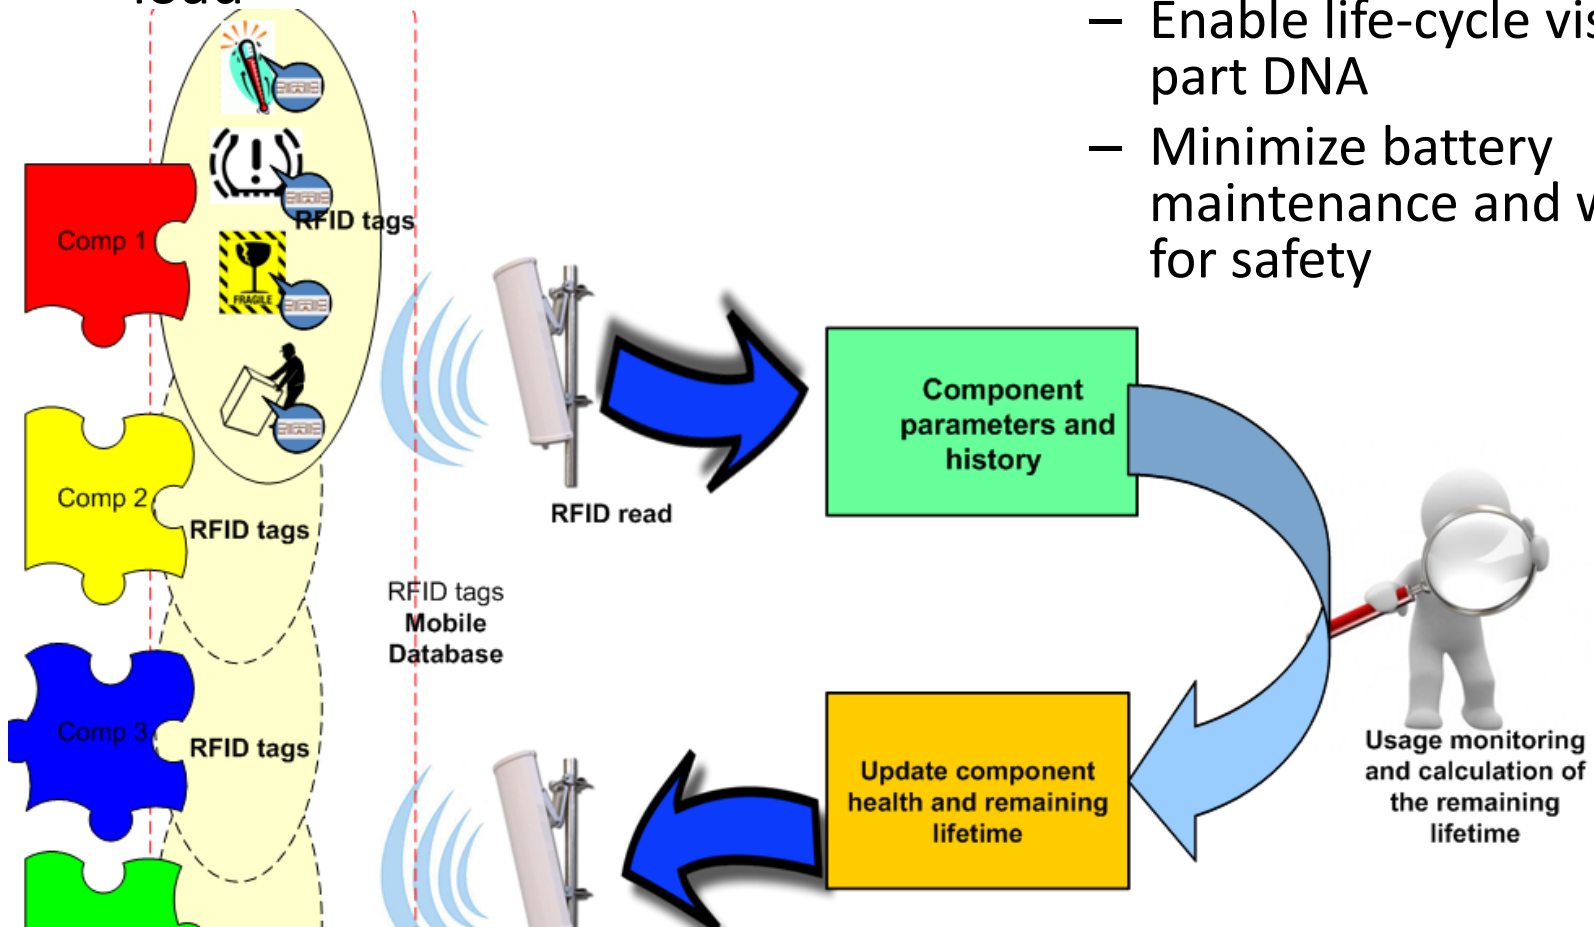 – Enable life-cycle
part DNA
– Minimize battery
maintenance and
for safety
RFID tags
Comp 1
FRAGILE
Comp 2
RFID tags
RFID read
Component
parameters and
history
RFID tags
Mobile
Database
Comp 3
RFID tags
Update component
health and remaining
lifetime
Usage monitoring
and calculation of
the remaining
lifetime